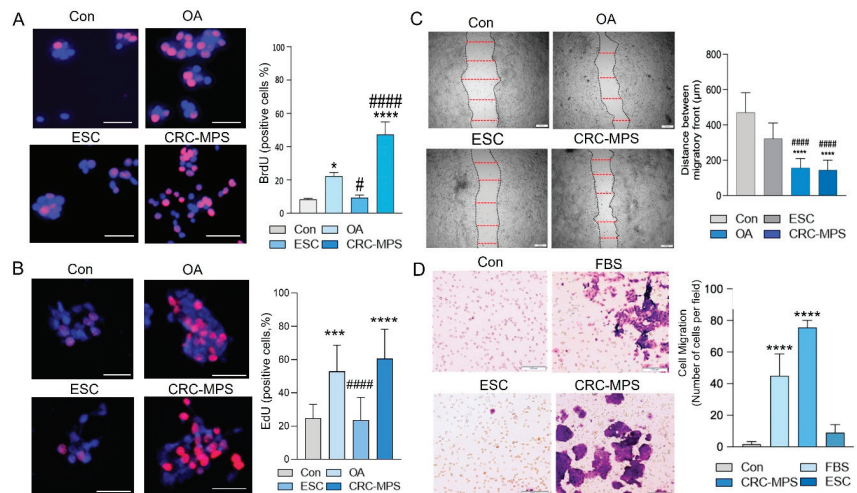 A
Con
OA
ESC
CRC-MPS
BrdU (positive cells %)
100
80
60
40
20
0
*
#
####
****
Con
OA
ESC
CRC-MPS
B
Con
OA
ESC
CRC-MPS
EdU (positive cells,%)
100
80
60
40
20
0
***
####
****
Con
OA
ESC
CRC-MPS
C
Con
OA
ESC
CRC-MPS
Distance between
migratory front (µm)
800
600
400
200
0
####
****
####
****
Con
ESC
OA
CRC-MPS
D
Con
FBS
ESC
CRC-MPS
Cell Migration
(Number of cells per field)
100
80
60
40
20
0
****
****
Con
FBS
CRC-MPS
ESC